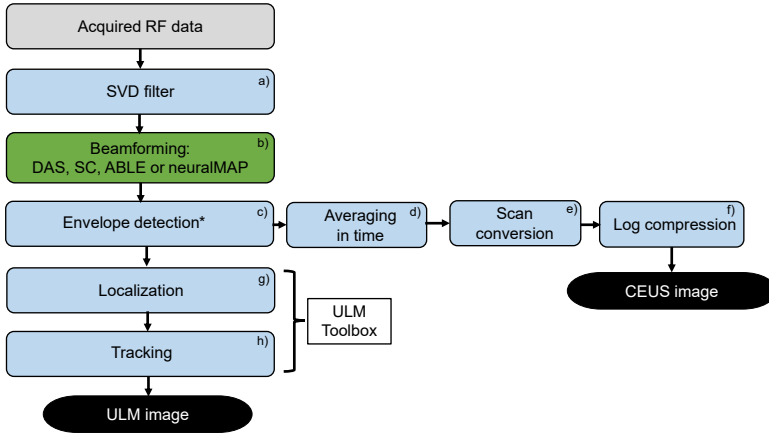 Acquired RF data
a)
SVD filter
b)
Beamforming:
DAS, SC, ABLE or neuralMAP
c)
Envelope detection*
d)
Averaging
in time
e)
Scan
conversion
f)
Log compression
CEUS image
g)
Localization
ULM
Toolbox
h)
Tracking
ULM image